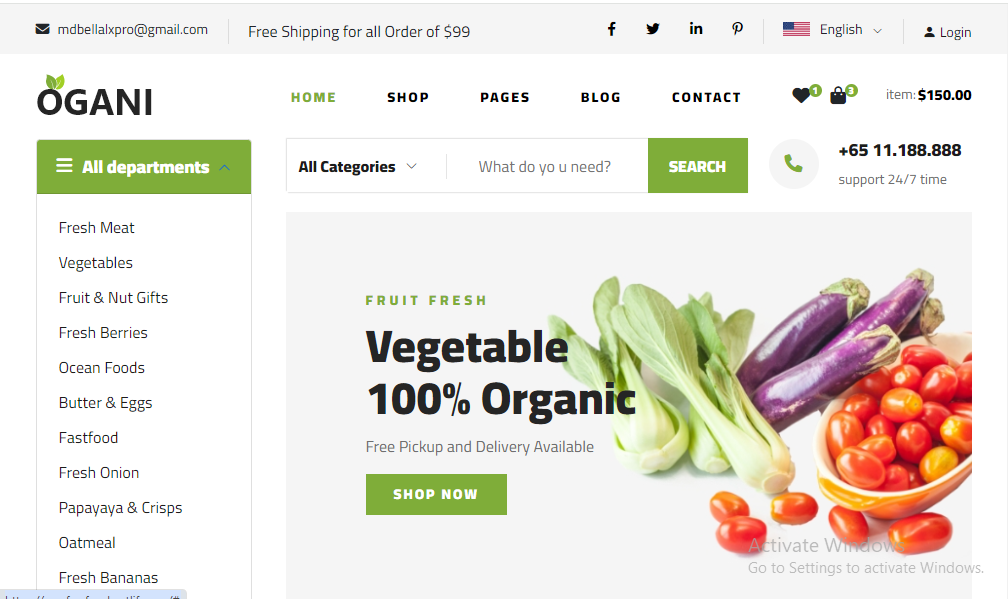 mdbellalxpro@gmail.com
Free Shipping for all Order of $99
English
Login
OGANI
HOME SHOP PAGES BLOG CONTACT
1 3
item: $150.00
All departments
All Categories
What do yo u need?
SEARCH
+65 11.188.888
support 24/7 time
Fresh Meat
Vegetables
Fruit & Nut Gifts
Fresh Berries
Ocean Foods
Butter & Eggs
Fastfood
Fresh Onion
Papayaya & Crisps
Oatmeal
Fresh Bananas
FRUIT FRESH
Vegetable
100% Organic
Free Pickup and Delivery Available
SHOP NOW
Activate Windows
Go to Settings to activate Windows.